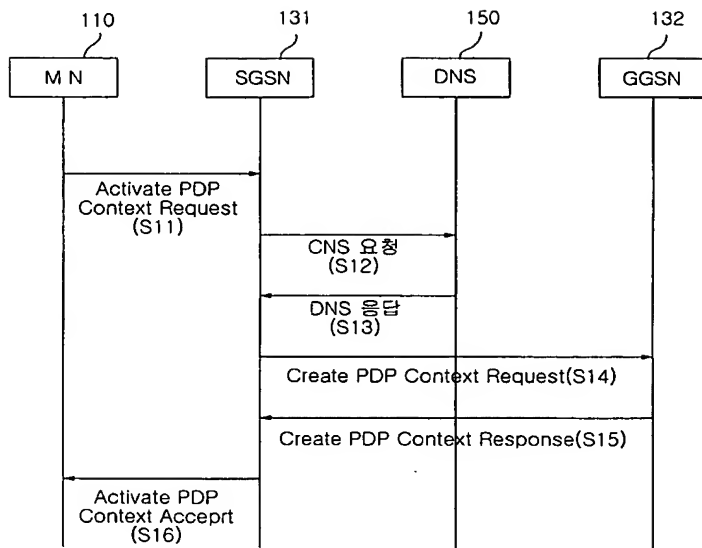 110
131
150
132
M N
SGSN
DNS
GGSN
Activate PDP
Context Request
(S11)
CNS 요청
(S12)
DNS 응답
(S13)
Create PDP Context Request(S14)
Create PDP Context Response(S15)
Activate PDP
Context Acceprt
(S16)